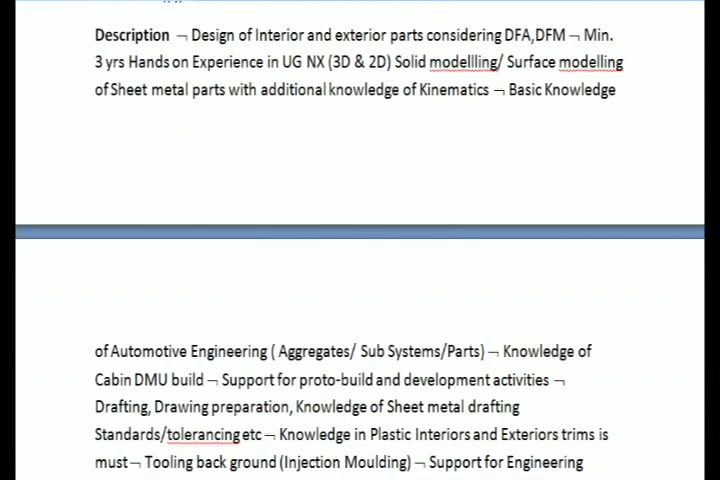 Description ¬ Design of Interior and exterior parts considering DFA,DFM ¬ Min.
3 yrs Hands on Experience in UG NX (3D & 2D) Solid modellling/ Surface modelling
of Sheet metal parts with additional knowledge of Kinematics ¬ Basic Knowledge
of Automotive Engineering ( Aggregates/ Sub Systems/Parts) ¬ Knowledge of
Cabin DMU build ¬ Support for proto-build and development activities ¬
Drafting, Drawing preparation, Knowledge of Sheet metal drafting
Standards/tolerancing etc ¬ Knowledge in Plastic Interiors and Exteriors trims is
must ¬ Tooling back ground (Injection Moulding) ¬ Support for Engineering